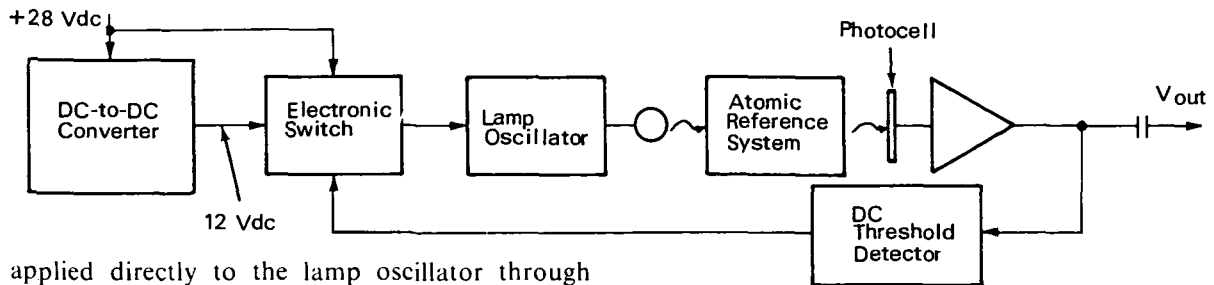 +28 Vdc
DC-to-DC
Converter
12 Vdc
Electronic
Switch
Lamp
Oscillator
Atomic
Reference
System
Photocell
Vout
DC
Threshold
Detector
applied directly to the lamp oscillator through